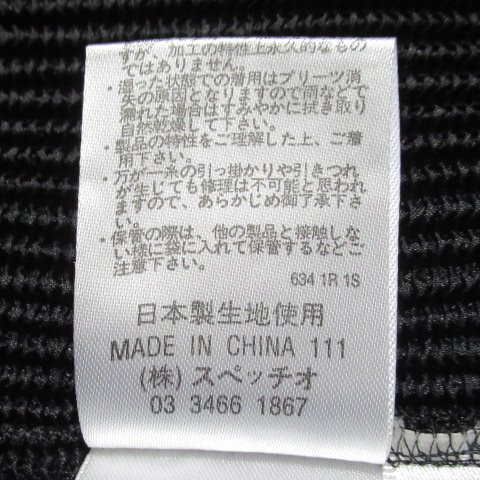 すが、加工の特性上永久的なもの
ではありません。
・湿った状態での着用はプリーツ消
失の原因となりますので雨などで
濡れた場合はすみやかに拭き取り
自然乾燥して下さい。
・製品の特性をご理解した上、ご着
用下さい。
・万が一糸の引っ掛かりや引きつれ
が生じても修理は不可能と思われ
ますので、あらかじめ御了承下さ
い。
・保管の際は、他の製品と接触しな
い様に袋に入れて保管するなどご
注意下さい。
634 1R 1S
日本製生地使用
MADE IN CHINA 111
(株) スペッチオ
03 3466 1867